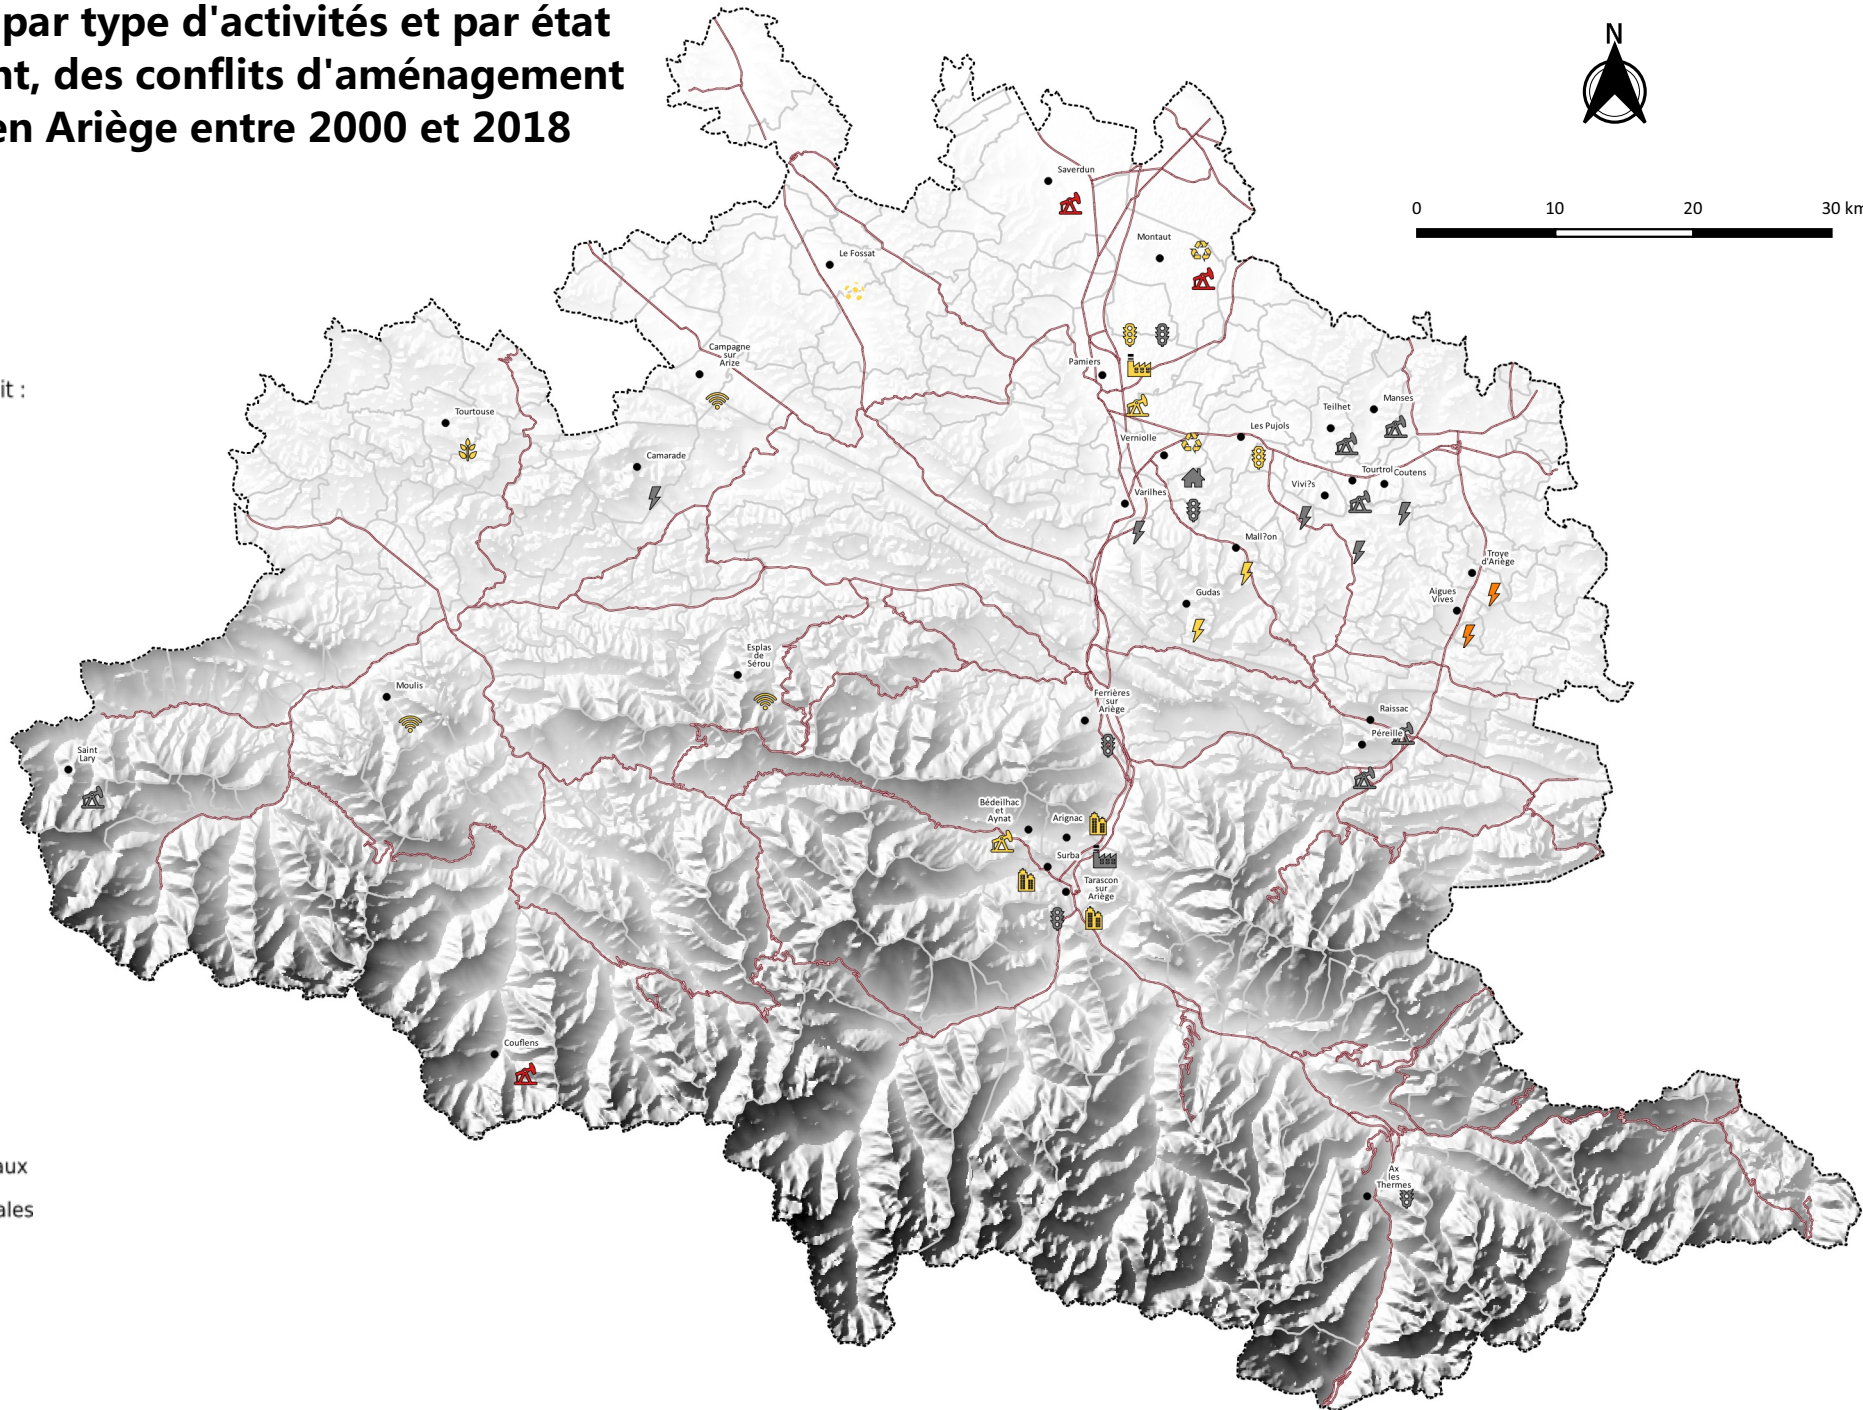 par type d'activités et par état
nt, des conflits d'aménagement
en Ariège entre 2000 et 2018
N
0 10 20 30 km
Saverdun
Montaut
Le Fossat
Campagne
sur
Arize
Pamiers
Tourtouse
Camarade
Verniolle
Varilhes
Les Pujols
Teilhet
Manses
Tourtrol
Coutens
Vivi?s
Mall?on
Gudas
Troye
d'Ariège
Aigues
Vives
it :
Esplas
de
Sérou
Moulis
Saint
Lary
Ferrières
sur
Ariège
Raissac
Péreille
Bédeilhac
et
Aynat
Arignac
Surba
Tarascon
sur
Ariège
Couflens
Ax
les
Thermes
aux
ales